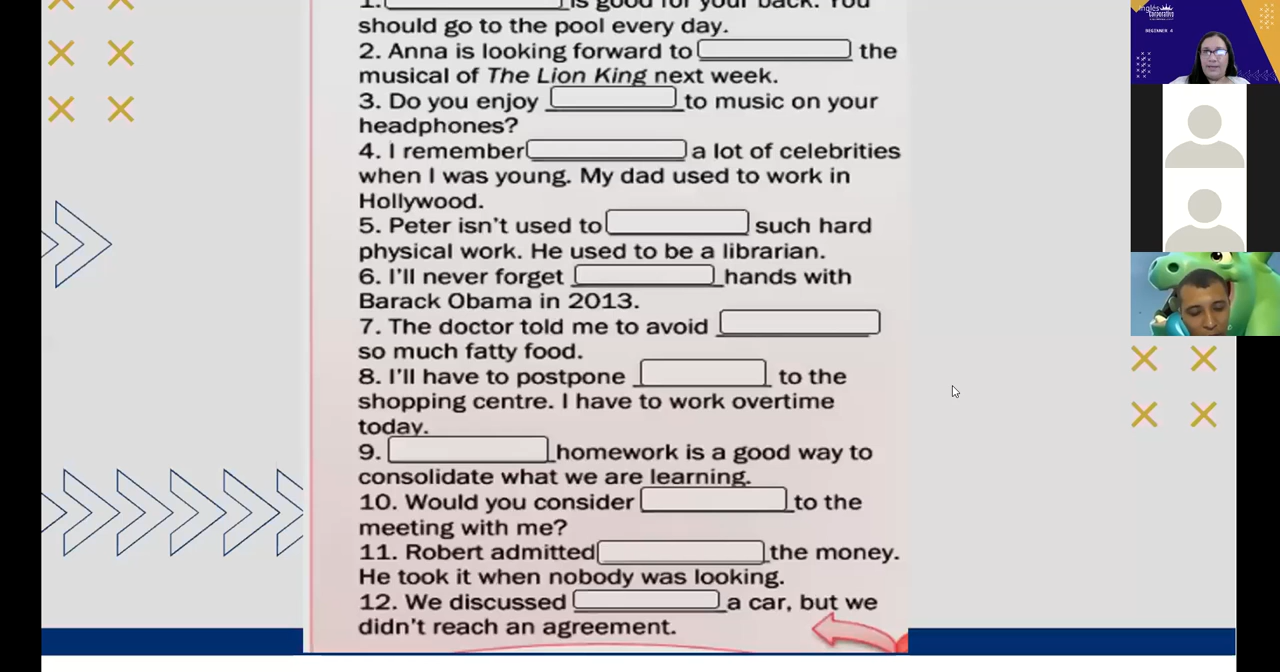 Inglés
Corporativo
BEGINNER 4
1. is good for your back. You
should go to the pool every day.
2. Anna is looking forward to the
musical of The Lion King next week.
3. Do you enjoy to music on your
headphones?
4. I remember a lot of celebrities
when I was young. My dad used to work in
Hollywood.
5. Peter isn't used to such hard
physical work. He used to be a librarian.
6. I'll never forget hands with
Barack Obama in 2013.
7. The doctor told me to avoid
so much fatty food.
8. I'll have to postpone to the
shopping centre. I have to work overtime
today.
9. homework is a good way to
consolidate what we are learning.
10. Would you consider to the
meeting with me?
11. Robert admitted the money.
He took it when nobody was looking.
12. We discussed a car, but we
didn't reach an agreement.